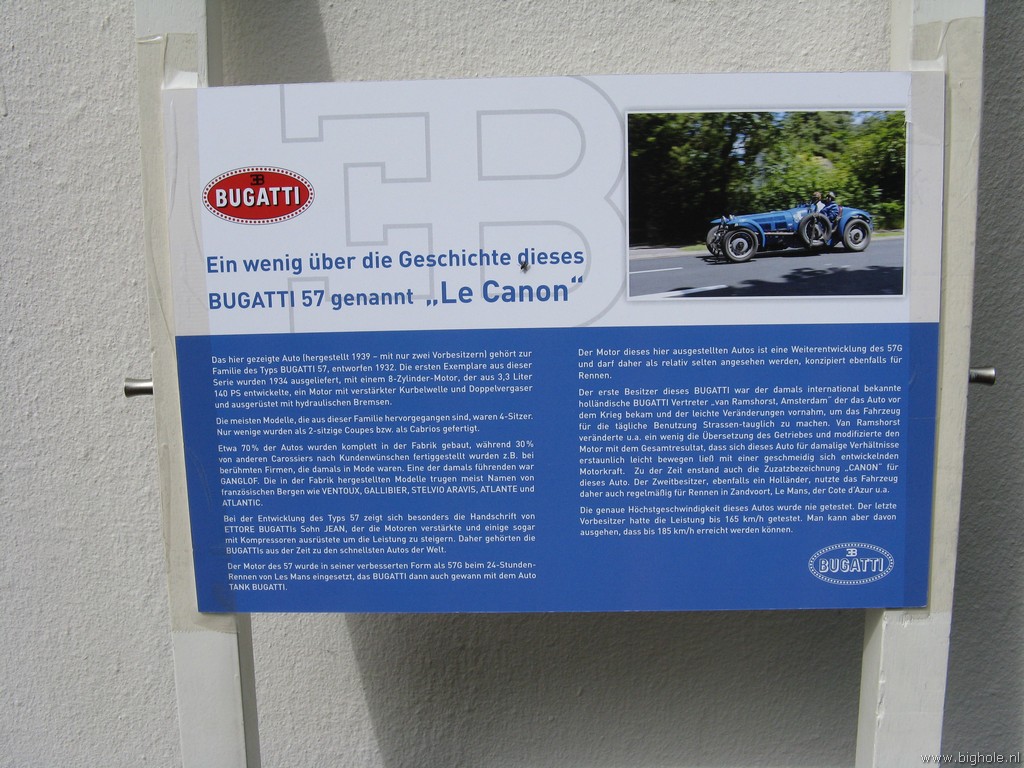 BUGATTI
Ein wenig über die Geschichte dieses
BUGATTI 57 genannt „Le Canon“
Das hier gezeigte Auto (hergestellt 1939 – mit nur zwei Vorbesitzern) gehört zur
Familie des Typs BUGATTI 57, entworfen 1932. Die ersten Exemplare aus dieser
Serie wurden 1934 ausgeliefert, mit einem 8-Zylinder-Motor, der aus 3,3 Liter
140 PS entwickelte, ein Motor mit verstärkter Kurbelwelle und Doppelvergaser
und ausgerüstet mit hydraulischen Bremsen.
Die meisten Modelle, die aus dieser Familie hervorgegangen sind, waren 4-Sitzer.
Nur wenige wurden als 2-sitzige Coupes bzw. als Cabrios gefertigt.
Etwa 70% der Autos wurden komplett in der Fabrik gebaut, während 30%
von anderen Carossiers nach Kundenwünschen fertiggestellt wurden z.B. bei
berühmten Firmen, die damals in Mode waren. Eine der damals führenden war
GANGLOF. Die in der Fabrik hergestellten Modelle trugen meist Namen von
französischen Bergen wie VENTOUX, GALLIBIER, STELVIO ARAVIS, ATLANTE und
ATLANTIC.
Bei der Entwicklung des Typs 57 zeigt sich besonders die Handschrift von
ETTORE BUGATTIs Sohn JEAN, der die Motoren verstärkte und einige sogar
mit Kompressoren ausrüstete um die Leistung zu steigern. Daher gehörten die
BUGATTIs aus der Zeit zu den schnellsten Autos der Welt.
Der Motor des 57 wurde in seiner verbesserten Form als 57G beim 24-Stunden-
Rennen von Les Mans eingesetzt, das BUGATTI dann auch gewann mit dem Auto
TANK BUGATTI.
Der Motor dieses hier ausgestellten Autos ist eine Weiterentwicklung des 57G
und darf daher als relativ selten angesehen werden, konzipiert ebenfalls für
Rennen.
Der erste Besitzer dieses BUGATTI war der damals international bekannte
holländische BUGATTI Vertreter „van Ramshorst, Amsterdam“ der das Auto vor
dem Krieg bekam und der leichte Veränderungen vornahm, um das Fahrzeug
für die tägliche Benutzung Strassen-tauglich zu machen. Van Ramshorst
veränderte u.a. ein wenig die Übersetzung des Getriebes und modifizierte den
Motor mit dem Gesamtresultat, dass sich dieses Auto für damalige Verhältnisse
erstaunlich leicht bewegen ließ mit einer geschmeidig sich entwickelnden
Motorkraft. Zu der Zeit enstand auch die Zuzatzbezeichnung „CANON“ für
dieses Auto. Der Zweitbesitzer, ebenfalls ein Holländer, nutzte das Fahrzeug
daher auch regelmäßig für Rennen in Zandvoort, Le Mans, der Cote d'Azur u.a.
Die genaue Höchstgeschwindigkeit dieses Autos wurde nie getestet. Der letzte
Vorbesitzer hatte die Leistung bis 165 km/h getestet. Man kann aber davon
ausgehen, dass bis 185 km/h erreicht werden können.
BUGATTI
www.bighole.nl